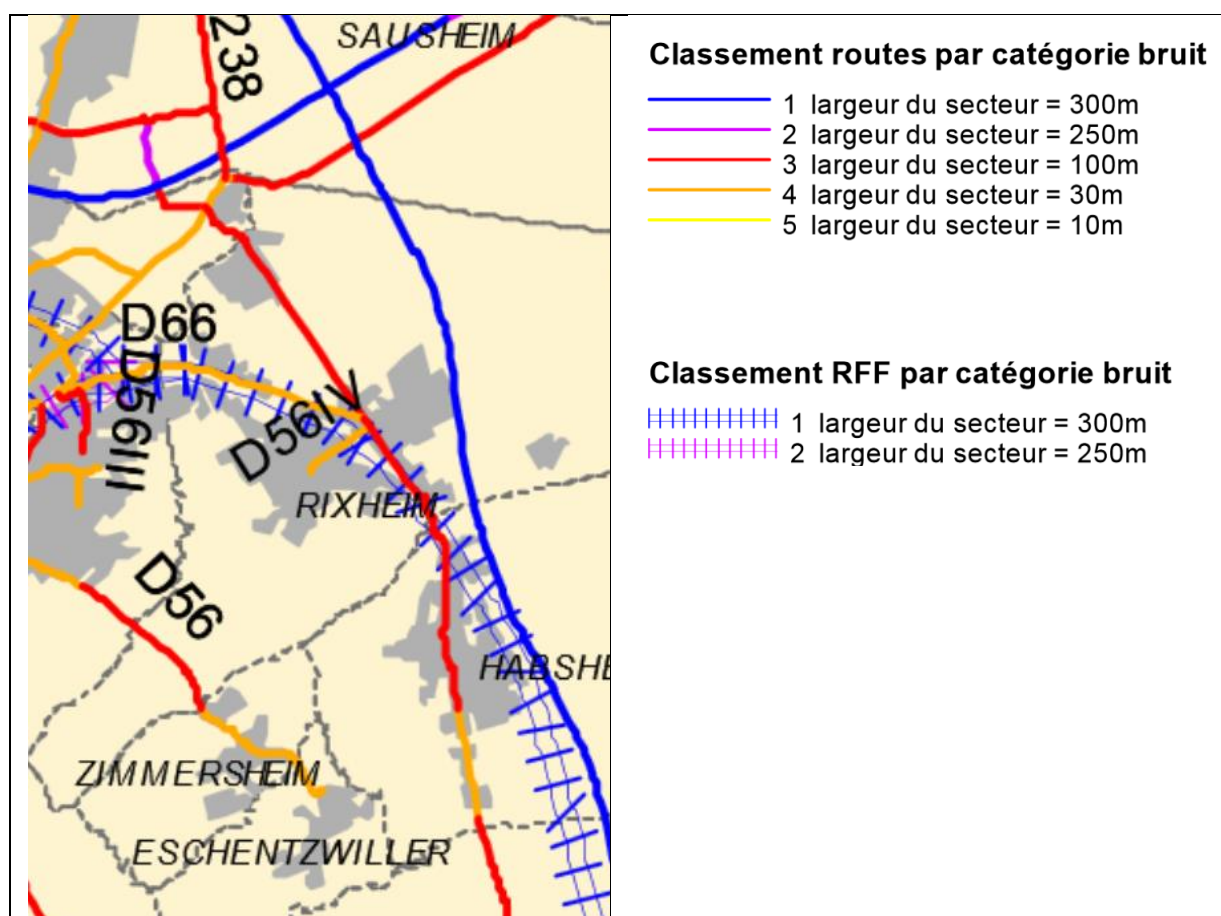 SAUSHEIM
238
D66
D56III
D56IV
RIXHEIM
D56
HABSHE
ZIMMERSHEIM
ESCHENTZWILLER
Classement routes par catégorie bruit
1 largeur du secteur = 300m
2 largeur du secteur = 250m
3 largeur du secteur = 100m
4 largeur du secteur = 30m
5 largeur du secteur = 10m
Classement RFF par catégorie bruit
1 largeur du secteur = 300m
2 largeur du secteur = 250m